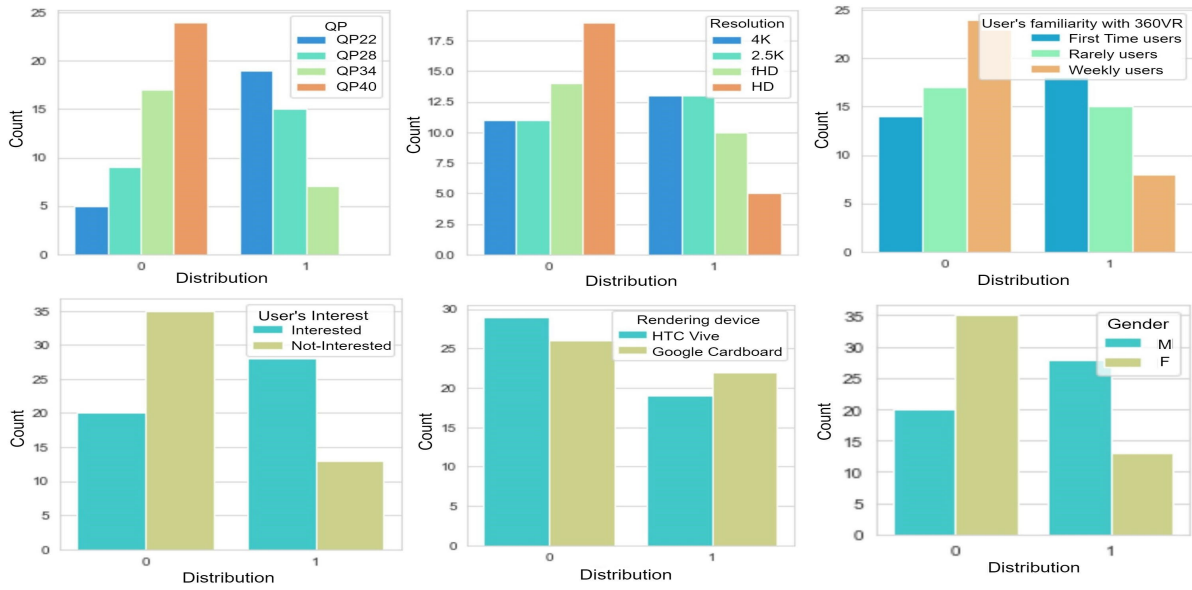 QP
QP22
QP28
QP34
QP40
25
20
15
10
5
0
Count
0
1
Distribution
Resolution
4K
2.5K
fHD
HD
17.5
15.0
12.5
10.0
7.5
5.0
2.5
0.0
Count
0
1
Distribution
User's familiarity with 360VR
First Time users
Rarely users
Weekly users
25
20
15
10
5
0
Count
0
1
Distribution
User's Interest
Interested
Not-Interested
35
30
25
20
15
10
5
0
Count
0
1
Distribution
Rendering device
HTC Vive
Google Cardboard
30
25
20
15
10
5
0
Count
0
1
Distribution
Gender
M
F
35
30
25
20
15
10
5
0
Count
0
1
Distribution